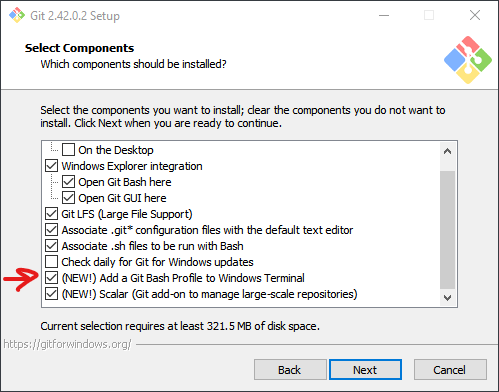 Git 2.42.0.2 Setup
Select Components
Which components should be installed?
Select the components you want to install; clear the components you do not want to
install. Click Next when you are ready to continue.
On the Desktop
Windows Explorer integration
Open Git Bash here
Open Git GUI here
Git LFS (Large File Support)
Associate .git* configuration files with the default text editor
Associate .sh files to be run with Bash
Check daily for Git for Windows updates
(NEW!) Add a Git Bash Profile to Windows Terminal
(NEW!) Scalar (Git add-on to manage large-scale repositories)
Current selection requires at least 321.5 MB of disk space.
https://gitforwindows.org/
Back
Next
Cancel